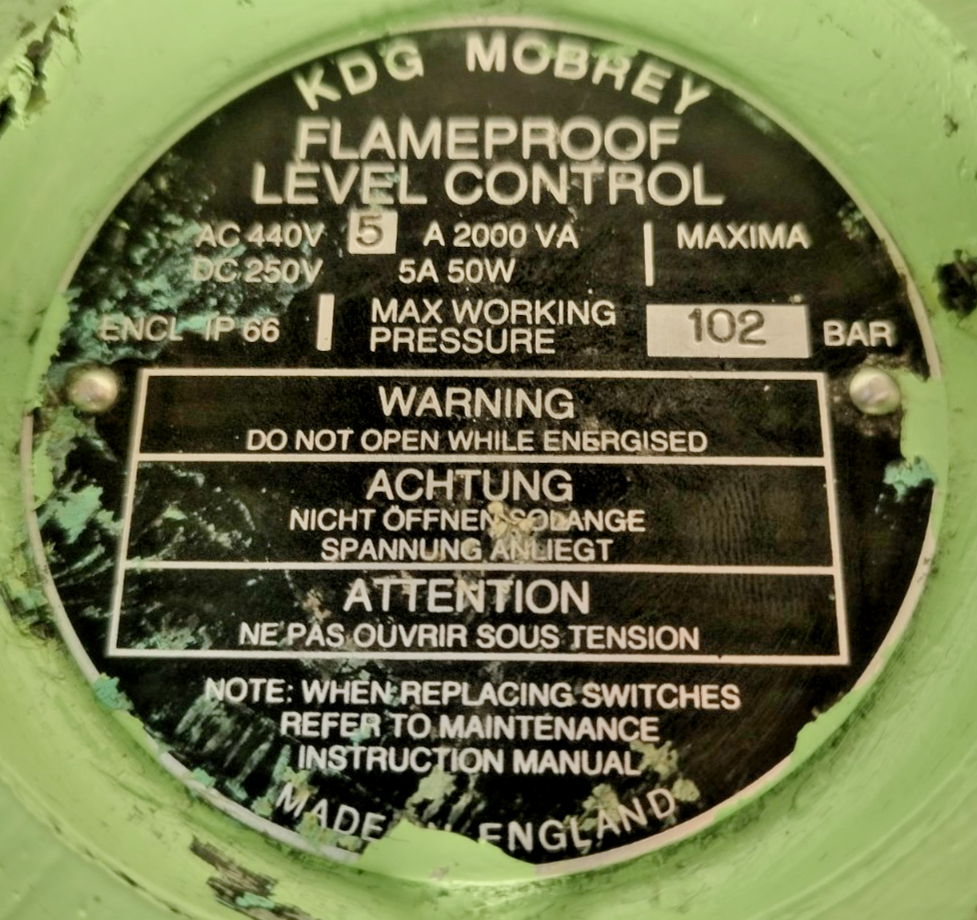 KDG MOBREY
FLAMEPROOF
LEVEL CONTROL
AC 440V 5 A 2000 VA MAXIMA
DC 250V 5A 50W
ENCL IP 66 MAX WORKING PRESSURE 102 BAR
WARNING
DO NOT OPEN WHILE ENERGISED
ACHTUNG
NICHT ÖFFNEN SOLANGE
SPANNUNG ANLIEGT
ATTENTION
NE PAS OUVRIR SOUS TENSION
NOTE: WHEN REPLACING SWITCHES
REFER TO MAINTENANCE
INSTRUCTION MANUAL
MADE ENGLAND